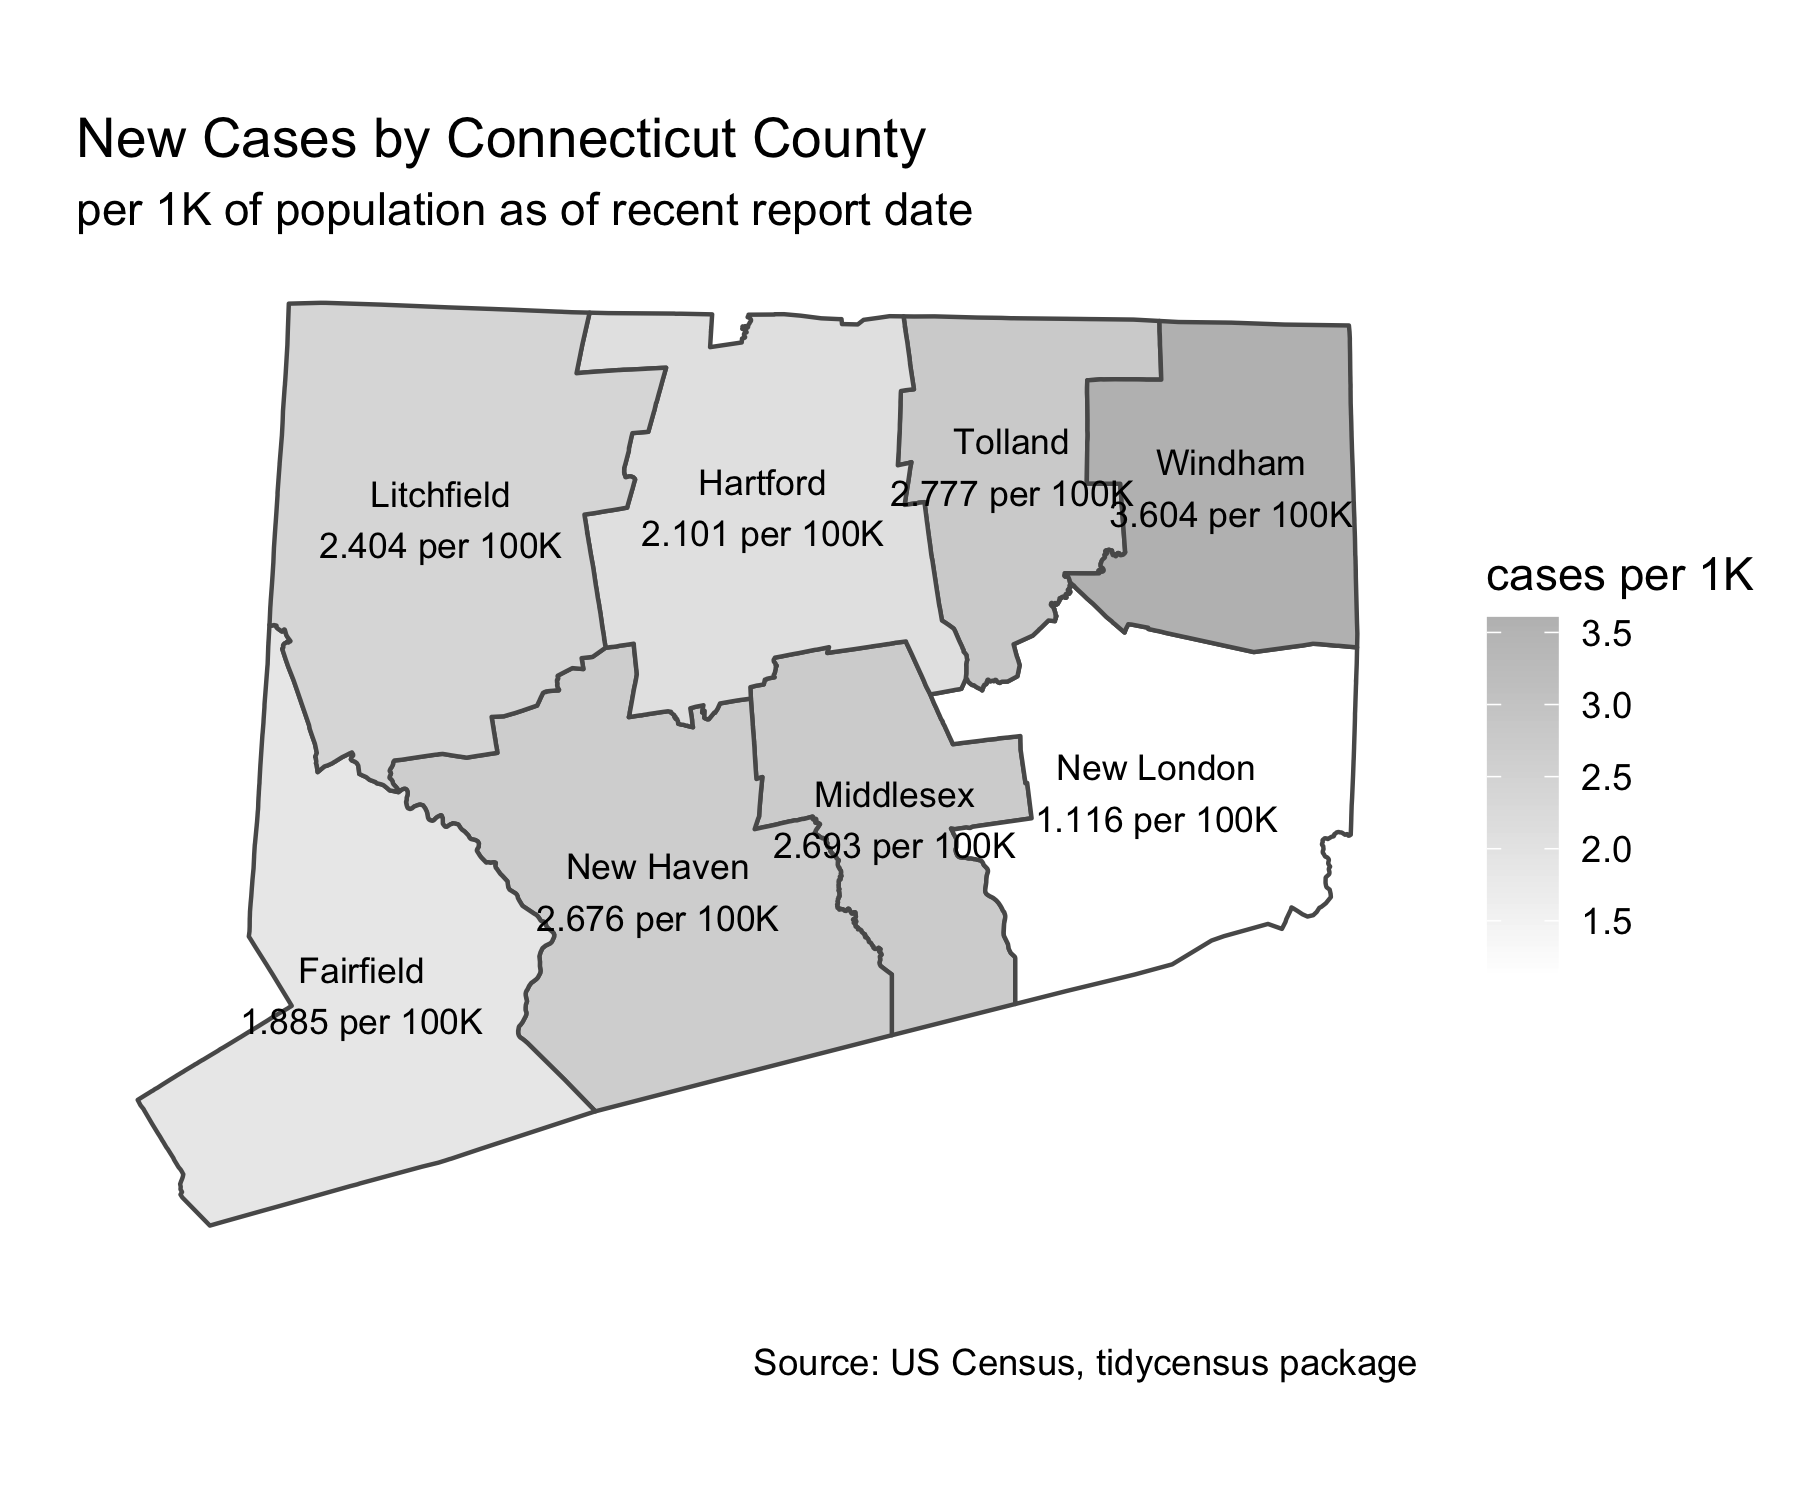 New Cases by Connecticut County
per 1K of population as of recent report date
Litchfield
2.404 per 100K
Hartford
2.101 per 100K
Tolland
2.777 per 100K
Windham
3.604 per 100K
New London
1.116 per 100K
Middlesex
2.693 per 100K
New Haven
2.676 per 100K
Fairfield
1.885 per 100K
cases per 1K
3.5
3.0
2.5
2.0
1.5
Source: US Census, tidycensus package